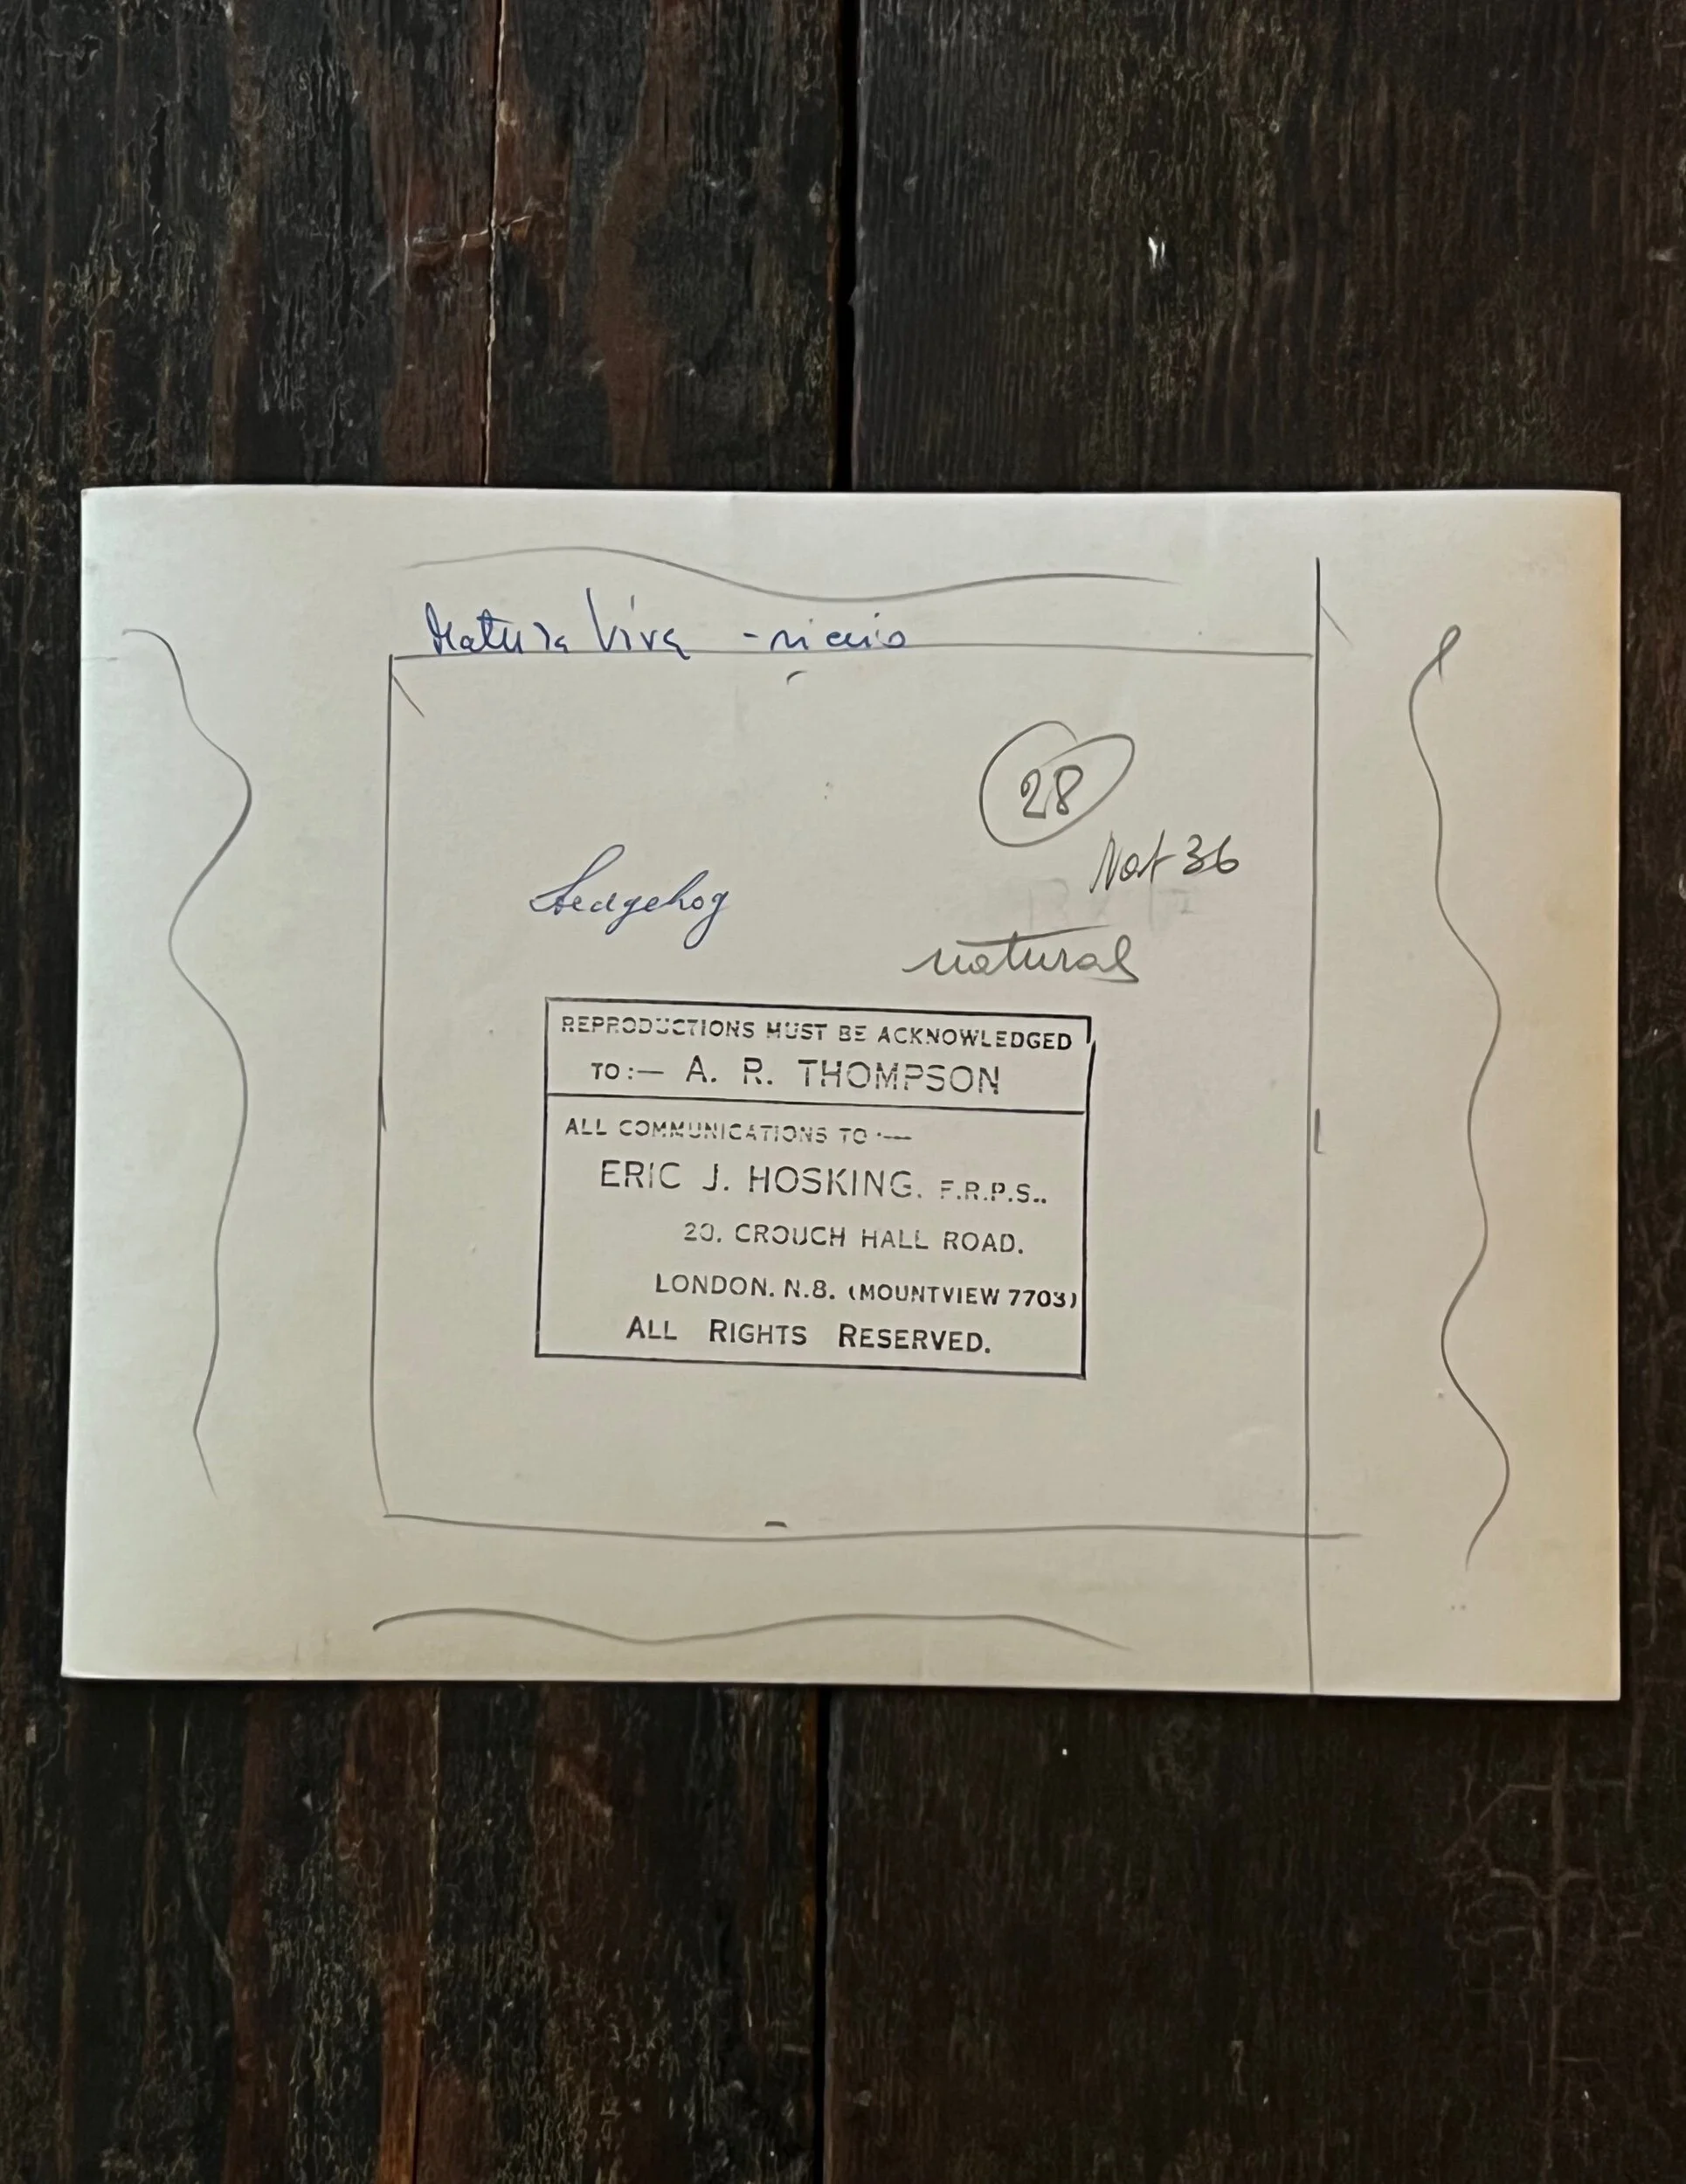 Natura Viva - riccio
28
Nat 36
Hedgehog
natural
REPRODUCTIONS MUST BE ACKNOWLEDGED
TO:— A. R. THOMPSON
ALL COMMUNICATIONS TO :—
ERIC J. HOSKING. F.R.P.S..
20. CROUCH HALL ROAD.
LONDON. N.8. (MOUNTVIEW 7703)
ALL RIGHTS RESERVED.